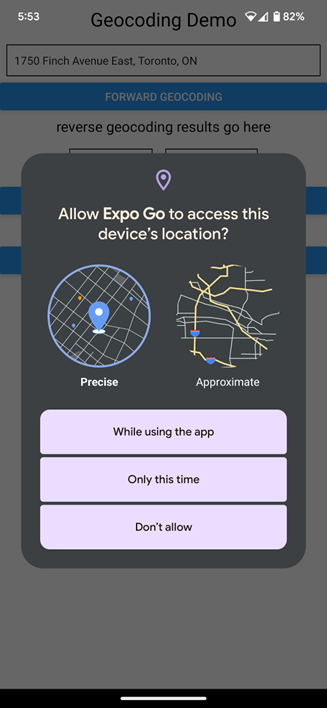 5:53
82%
Geocoding Demo
1750 Finch Avenue East, Toronto, ON
FORWARD GEOCODING
reverse geocoding results go here
Allow Expo Go to access this
device's location?
Precise
Approximate
While using the app
Only this time
Don't allow